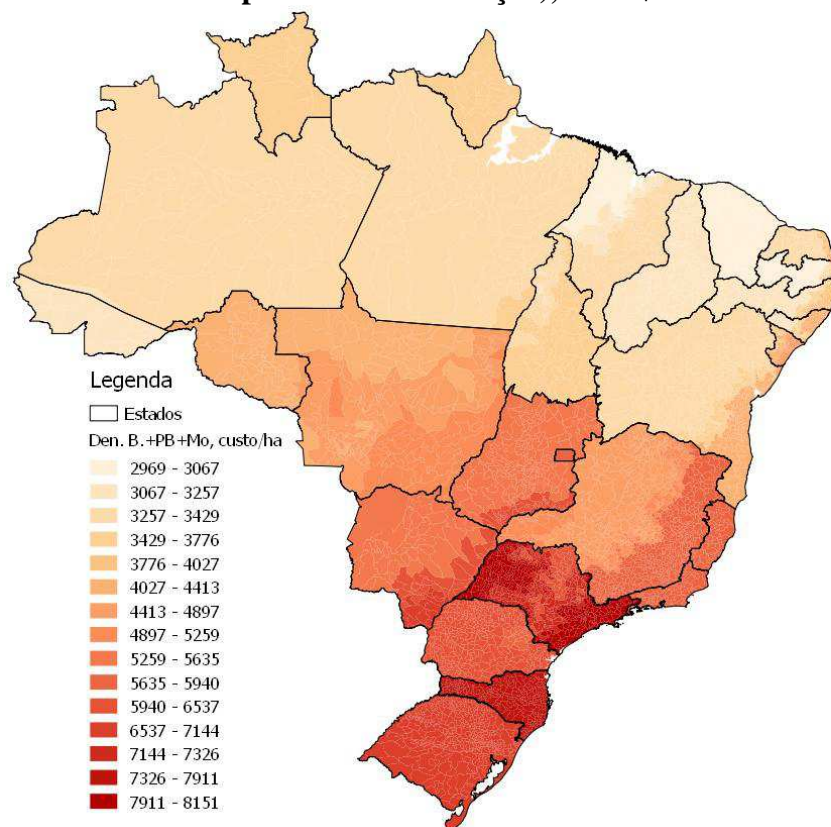 Legenda
Estados
Den. B.+PB+Mo, custo/ha
2969 - 3067
3067 - 3257
3257 - 3429
3429 - 3776
3776 - 4027
4027 - 4413
4413 - 4897
4897 - 5259
5259 - 5635
5635 - 5940
5940 - 6537
6537 - 7144
7144 - 7326
7326 - 7911
7911 - 8151